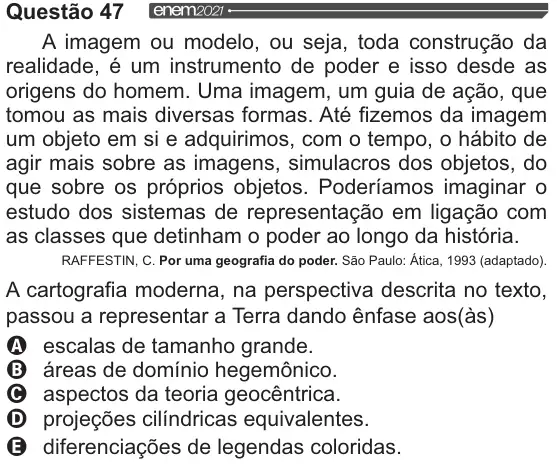 Questão 47 enem2021
A imagem ou modelo, ou seja, toda construção da
realidade, é um instrumento de poder e isso desde as
origens do homem. Uma imagem, um guia de ação, que
tomou as mais diversas formas. Até fizemos da imagem
um objeto em si e adquirimos, com o tempo, o hábito de
agir mais sobre as imagens, simulacros dos objetos, do
que sobre os próprios objetos. Poderíamos imaginar o
estudo dos sistemas de representação em ligação com
as classes que detinham o poder ao longo da história.
RAFFESTIN, C. Por uma geografia do poder. São Paulo: Ática, 1993 (adaptado).
A cartografia moderna, na perspectiva descrita no texto,
passou a representar a Terra dando ênfase aos(às)
A escalas de tamanho grande.
B áreas de domínio hegemônico.
C aspectos da teoria geocêntrica.
D projeções cilíndricas equivalentes.
E diferenciações de legendas coloridas.